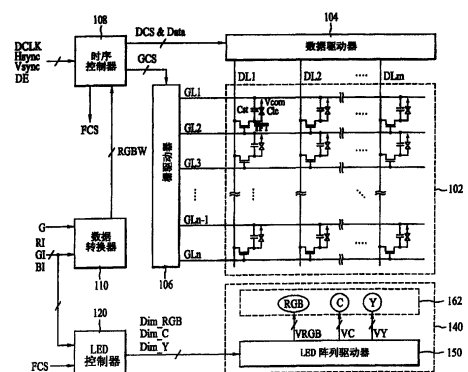 108
DCS & Data
104
DCLK
Hsync
Vsync
DE
时序
控制器
GCS
数据驱动器
DL1 DL2 ···· DLm
FCS
RGBW
GL1
Vcom
Cst
Clc
TFT
GL2
GL3
GLn-1
GLn
102
106
G
RI
GI
BI
数据
转换器
110
120
LED
控制器
FCS
Dim_RGB
Dim_C
Dim_Y
RGB
C
Y
162
VRGB
VC
VY
140
LED 阵列驱动器
150